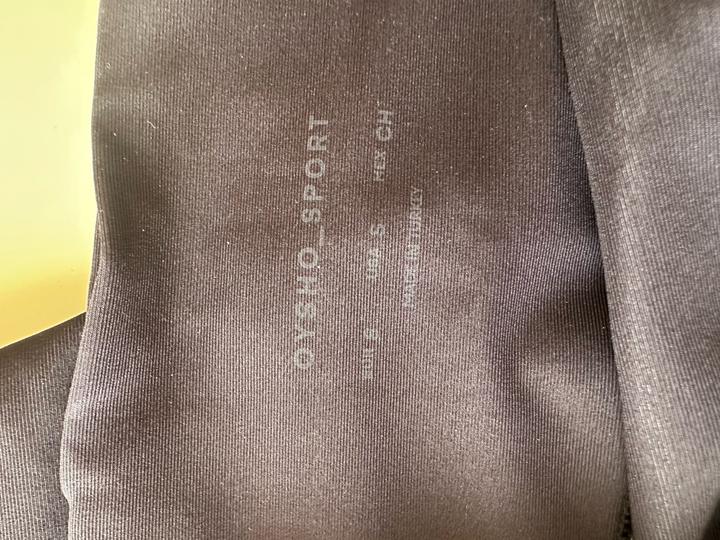 OYSHO_SPORT
EUR S USA S MEX CH
MADE IN TURKEY